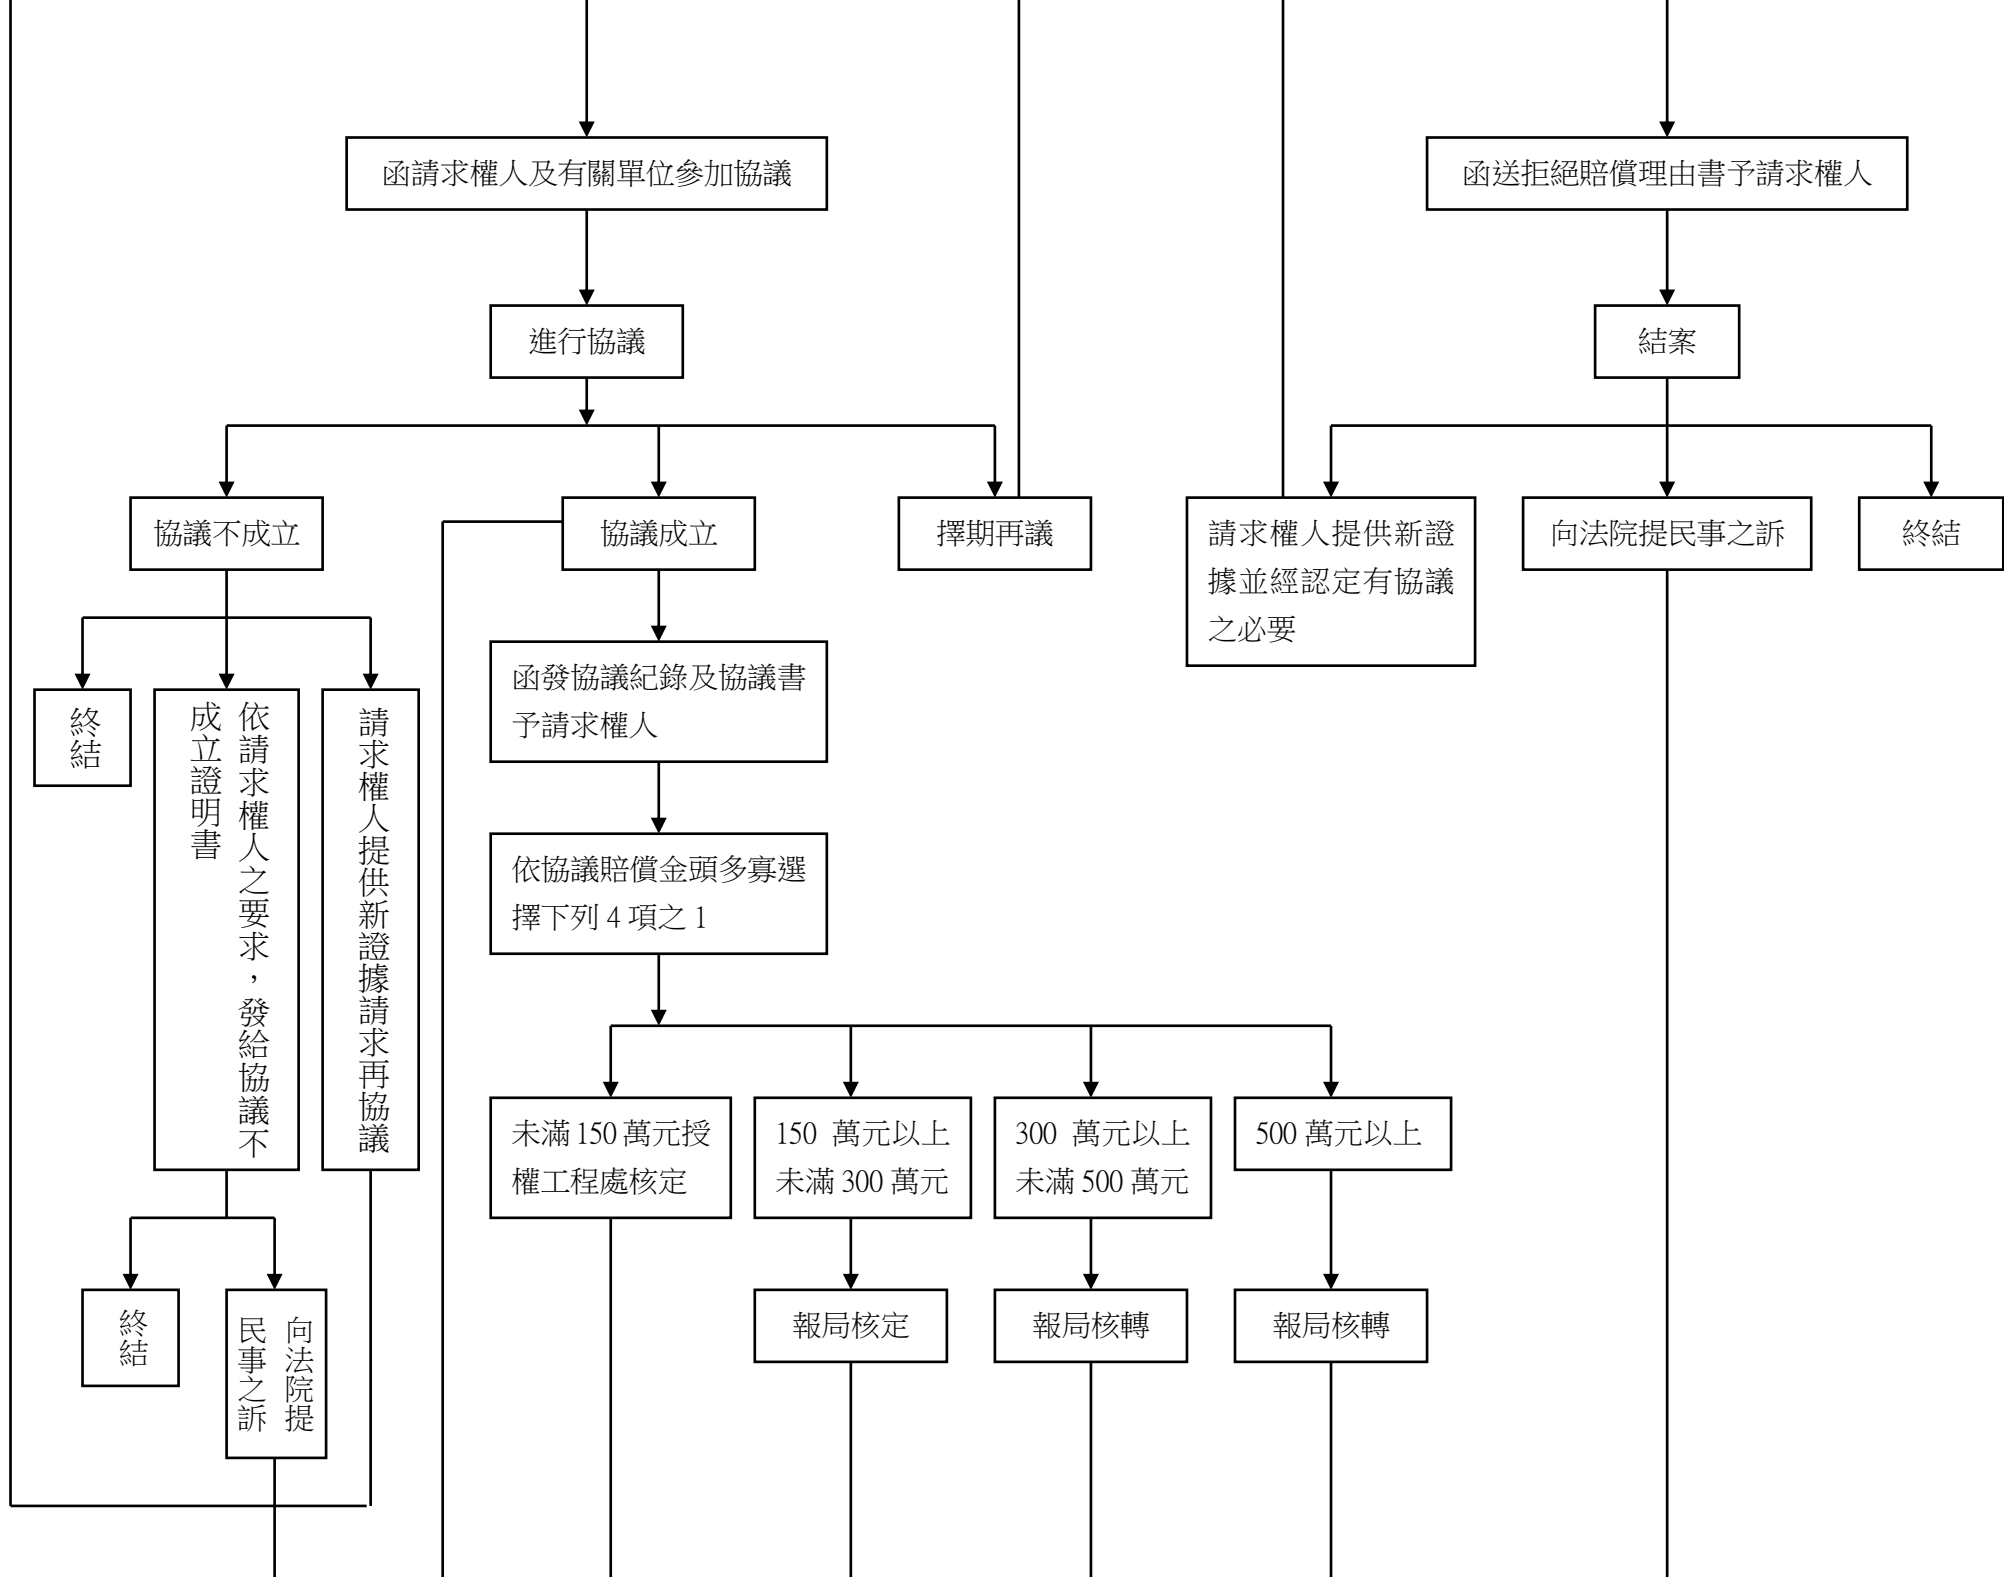 函請求權人及有關單位參加協議
函送拒絕賠償理由書予請求權人
進行協議
結案
協議不成立
協議成立
擇期再議
請求權人提供新證
據並經認定有協議
之必要
向法院提民事之訴
終結
終結
依請求權人之要求，發給協議不
成立證明書
請求權人提供新證據請求再協議
函發協議紀錄及協議書
予請求權人
依協議賠償金頭多寡選
擇下列 4 項之 1
未滿 150 萬元授
權工程處核定
150 萬元以上
未滿 300 萬元
300 萬元以上
未滿 500 萬元
500 萬元以上
終結
向法院提
民事之訴
報局核定
報局核轉
報局核轉